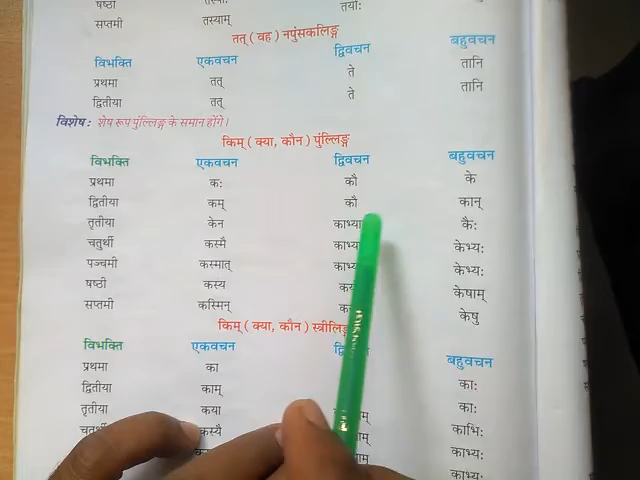 षष्ठी तयोः
सप्तमी तस्याम्
तत् ( वह ) नपुंसकलिङ्ग
विभक्ति एकवचन द्विवचन बहुवचन
प्रथमा तत् ते तानि
द्वितीया तत् ते तानि
विशेष : शेष रूप पुंल्लिङ्ग के समान होंगे।
किम् ( क्या, कौन ) पुंल्लिङ्ग
विभक्ति एकवचन द्विवचन बहुवचन
प्रथमा कः कौ के
द्वितीया कम् कौ कान्
तृतीया केन काभ्या कैः
चतुर्थी कस्मै काभ्या केभ्यः
पञ्चमी कस्मात् काभ्य केभ्यः
षष्ठी कस्य केषाम्
सप्तमी कस्मिन् केषु
किम् ( क्या, कौन ) स्त्रीलिङ्ग
विभक्ति एकवचन बहुवचन
प्रथमा का काः
द्वितीया काम् काः
तृतीया कया काभिः
चतुर्थी कस्यै काभ्यः
काभ्यः